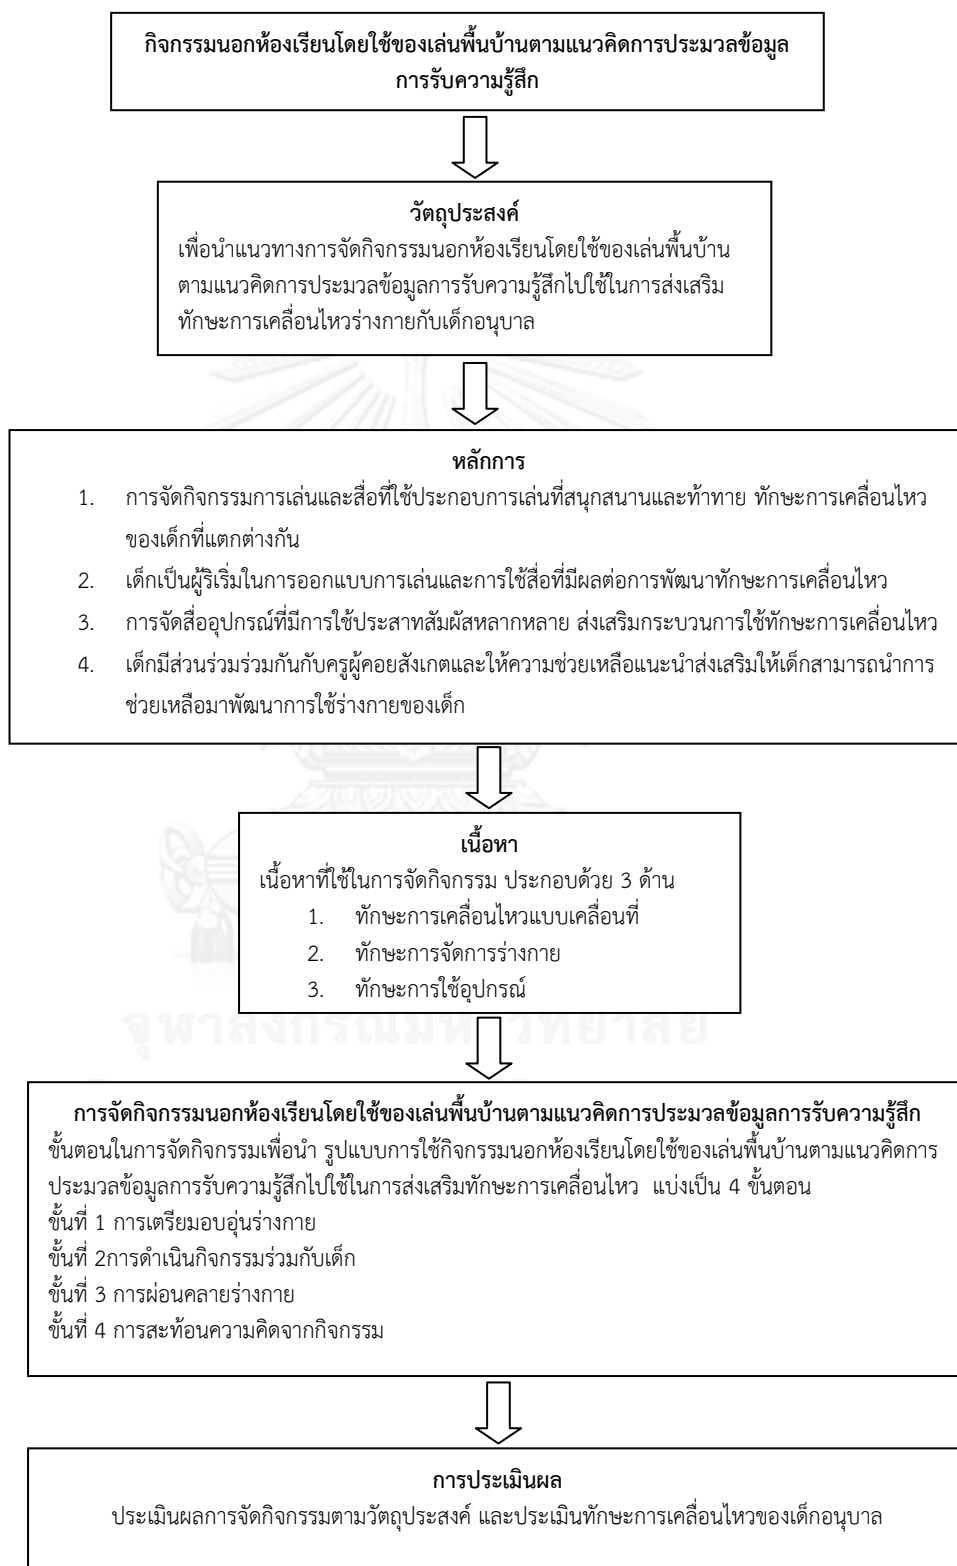 กิจกรรมนอกห้องเรียนโดยใช้ของเล่นพื้นบ้านตามแนวคิดการประมวลข้อมูล
การรับความรู้สึก
วัตถุประสงค์
เพื่อนำแนวทางการจัดกิจกรรมนอกห้องเรียนโดยใช้ของเล่นพื้นบ้าน
ตามแนวคิดการประมวลข้อมูลการรับความรู้สึกไปใช้ในการส่งเสริม
ทักษะการเคลื่อนไหวร่างกายกับเด็กอนุบาล
หลักการ
1. การจัดกิจกรรมการเล่นและสื่อที่ใช้ประกอบการเล่นที่สนุกสนานและท้าทาย ทักษะการเคลื่อนไหว
ของเด็กที่แตกต่างกัน
2. เด็กเป็นผู้ริเริ่มในการออกแบบการเล่นและการใช้สื่อที่มีผลต่อการพัฒนาทักษะการเคลื่อนไหว
3. การจัดสื่ออุปกรณ์ที่มีการใช้ประสาทสัมผัสหลากหลาย ส่งเสริมกระบวนการใช้ทักษะการเคลื่อนไหว
4. เด็กมีส่วนร่วมร่วมกันกับครูผู้คอยสังเกตและให้ความช่วยเหลือแนะนำส่งเสริมให้เด็กสามารถนำการ
ช่วยเหลือมาพัฒนาการใช้ร่างกายของเด็ก
เนื้อหา
เนื้อหาที่ใช้ในการจัดกิจกรรม ประกอบด้วย 3 ด้าน
1. ทักษะการเคลื่อนไหวแบบเคลื่อนที่
2. ทักษะการจัดการร่างกาย
3. ทักษะการใช้อุปกรณ์
จุฬาลงกรณ์มหาวิทยาลัย
การจัดกิจกรรมนอกห้องเรียนโดยใช้ของเล่นพื้นบ้านตามแนวคิดการประมวลข้อมูลการรับความรู้สึก
ขั้นตอนในการจัดกิจกรรมเพื่อนำ รูปแบบการใช้กิจกรรมนอกห้องเรียนโดยใช้ของเล่นพื้นบ้านตามแนวคิดการ
ประมวลข้อมูลการรับความรู้สึกไปใช้ในการส่งเสริมทักษะการเคลื่อนไหว แบ่งเป็น 4 ขั้นตอน
ขั้นที่ 1 การเตรียมอบอุ่นร่างกาย
ขั้นที่ 2การดำเนินกิจกรรมร่วมกับเด็ก
ขั้นที่ 3 การผ่อนคลายร่างกาย
ขั้นที่ 4 การสะท้อนความคิดจากกิจกรรม
การประเมินผล
ประเมินผลการจัดกิจกรรมตามวัตถุประสงค์ และประเมินทักษะการเคลื่อนไหวของเด็กอนุบาล